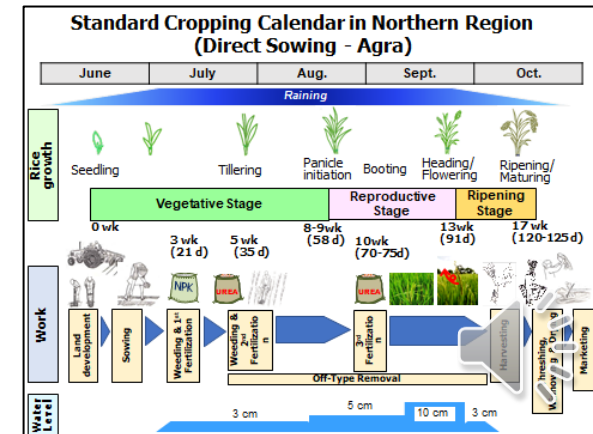 Standard Cropping Calendar in Northern Region
(Direct Sowing - Agra)
June July Aug. Sept. Oct.
Raining
Rice
growth
Seedling
Tillering
Panicle
initiation
Booting
Heading/
Flowering
Ripening/
Maturing
Vegetative Stage
Reproductive
Stage
Ripening
Stage
0 wk
3 wk
(21 d)
5 wk
(35 d)
8-9wk
(58 d)
10wk
(70-75d)
13wk
(91d)
17 wk
(120-125d)
Work
NPK
UREA
UREA
Land
development
Sowing
Weeding & 1st
Fertilization
Weeding &
2nd
Fertilizatio
n
3rd
Fertilizatio
n
Harvesting
Threshing,
Marketing
Off-Type Removal
Water
Level
3 cm
5 cm
10 cm
3 cm